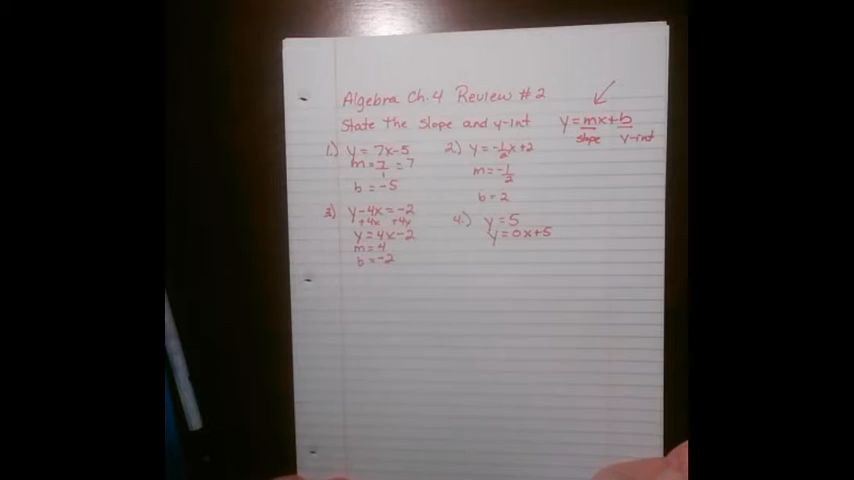 Algebra Ch. 4 Review #2
State the slope and y-int
y=mx+b
slope y-int
1.) y = 7x-5
m = 7/1 = 7
b = -5
2.) y = -1/2x+2
m = -1/2
b = 2
3) y-4x = -2
+4x +4x
y = 4x-2
m = 4
b = -2
4.) y = 5
y = 0x+5